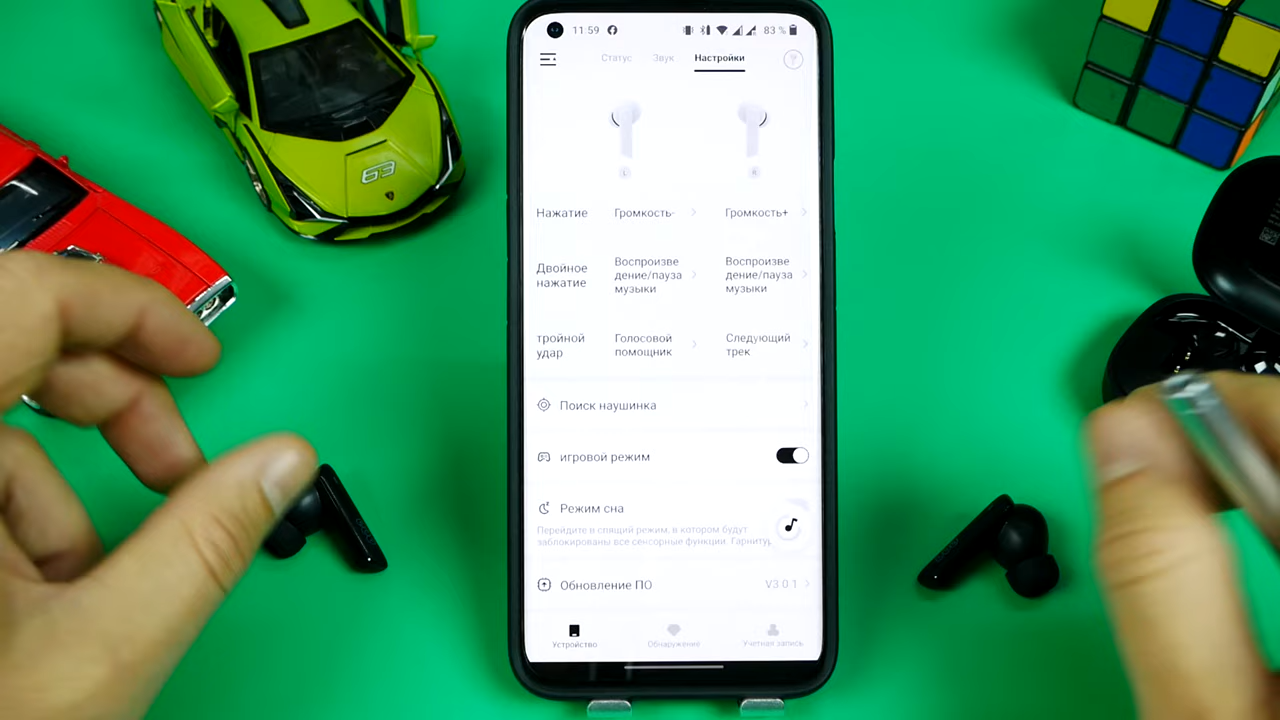 11:59
83 %
Статус Звук Настройки
?
L
R
Нажатие Громкость- Громкость+
Двойное нажатие
Воспроизве
дение/пауза
музыки
Воспроизве
дение/пауза
музыки
тройной
удар
Голосовой
помощник
Следующий
трек
Поиск наушника
игровой режим
Режим сна
Перейдите в спящий режим, в котором будут
заблокированы все сенсорные функции. Гарнитур
Обновление ПО V3.0.1
Устройство Обнаружение Учетная запись
63